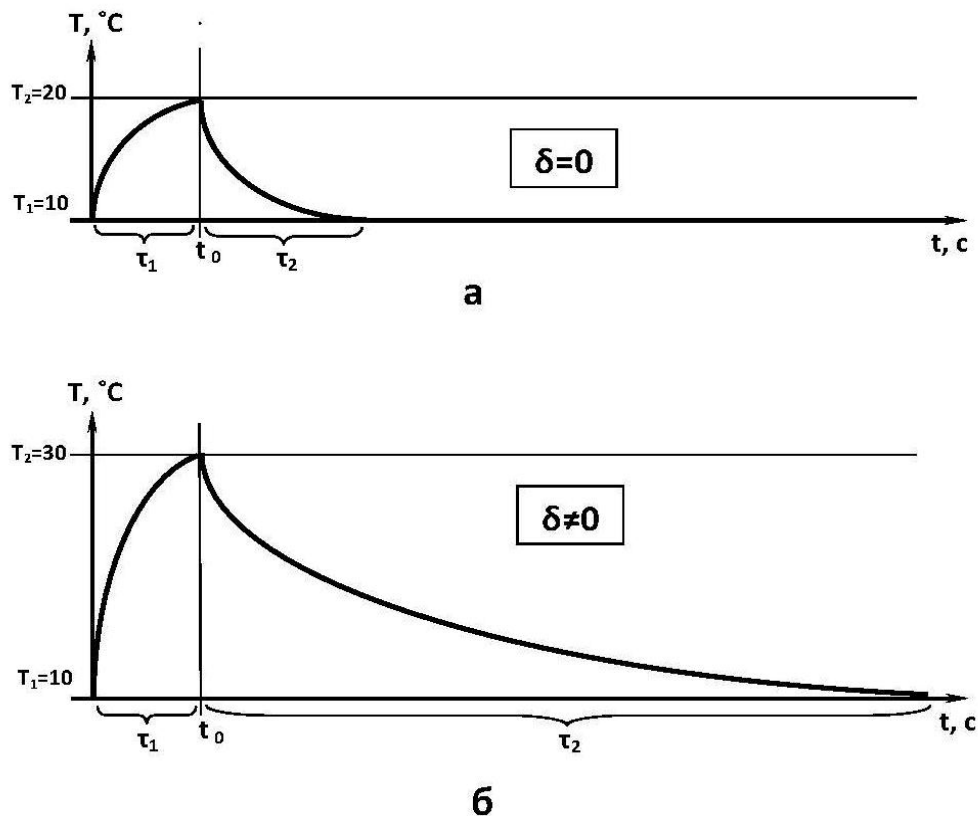 T, °C
T₂=20
δ=0
T₁=10
τ₁
t₀
τ₂
t, c
а
T, °C
T₂=30
δ≠0
T₁=10
τ₁
t₀
τ₂
t, c
б